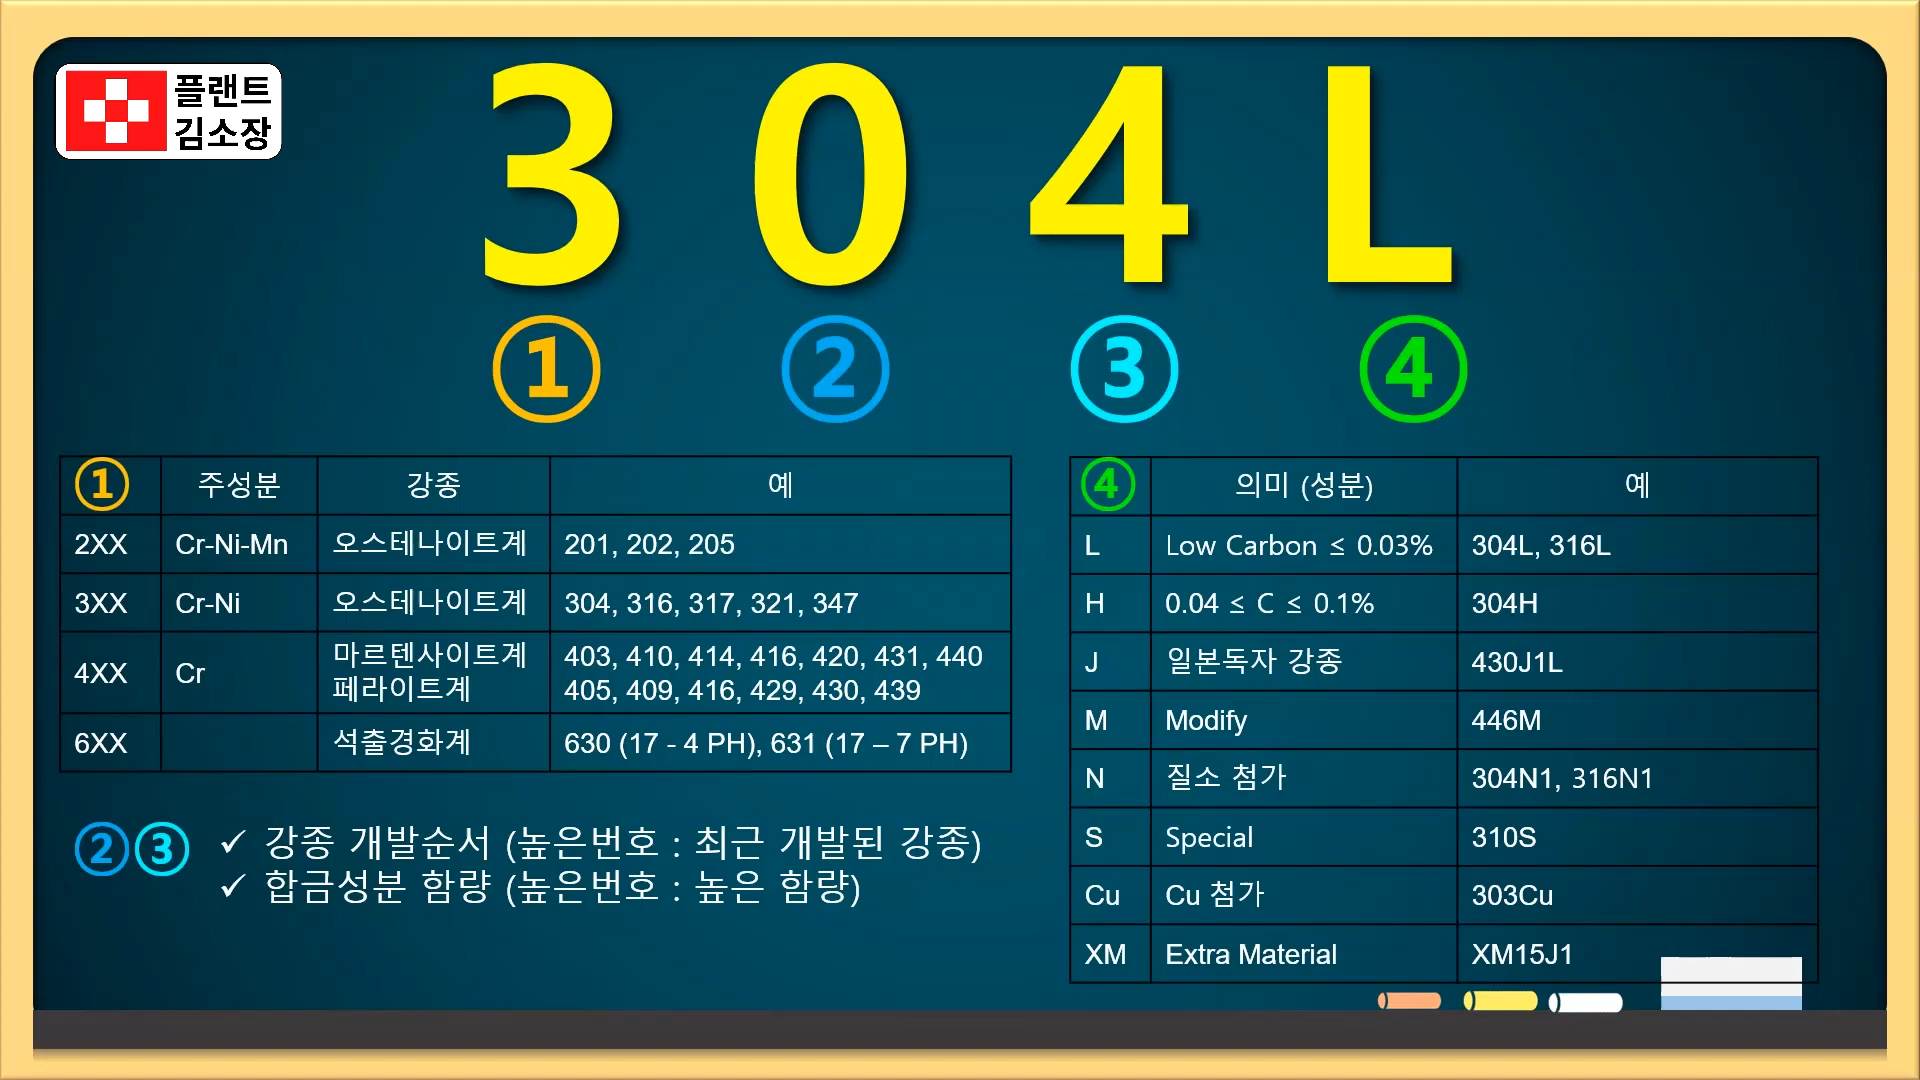 플랜트
김소장
3 0 4 L
① ② ③ ④
① 주성분 강종 예
2XX Cr-Ni-Mn 오스테나이트계 201, 202, 205
3XX Cr-Ni 오스테나이트계 304, 316, 317, 321, 347
4XX Cr 마르텐사이트계 403, 410, 414, 416, 420, 431, 440
페라이트계 405, 409, 416, 429, 430, 439
6XX 석출경화계 630 (17 - 4 PH), 631 (17 – 7 PH)
②③ ✓ 강종 개발순서 (높은번호 : 최근 개발된 강종)
✓ 합금성분 함량 (높은번호 : 높은 함량)
④ 의미 (성분) 예
L Low Carbon ≤ 0.03% 304L, 316L
H 0.04 ≤ C ≤ 0.1% 304H
J 일본독자 강종 430J1L
M Modify 446M
N 질소 첨가 304N1, 316N1
S Special 310S
Cu Cu 첨가 303Cu
XM Extra Material XM15J1